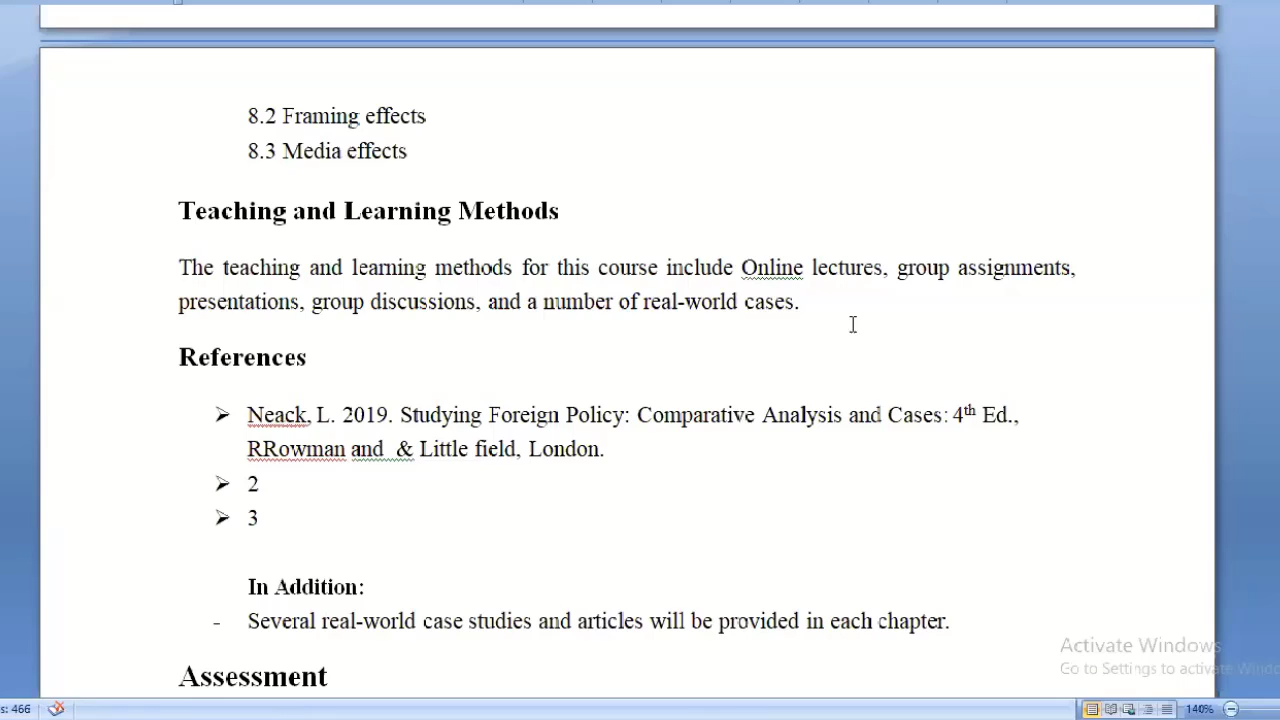 8.2 Framing effects
8.3 Media effects
Teaching and Learning Methods
The teaching and learning methods for this course include Online lectures, group assignments,
presentations, group discussions, and a number of real-world cases.
References
➢ Neack, L. 2019. Studying Foreign Policy: Comparative Analysis and Cases: 4th Ed.,
RRowman and & Little field, London.
➢ 2
➢ 3
In Addition:
- Several real-world case studies and articles will be provided in each chapter.
Assessment
Activate Windows
Go to Settings to activate Windo
s: 466
140%